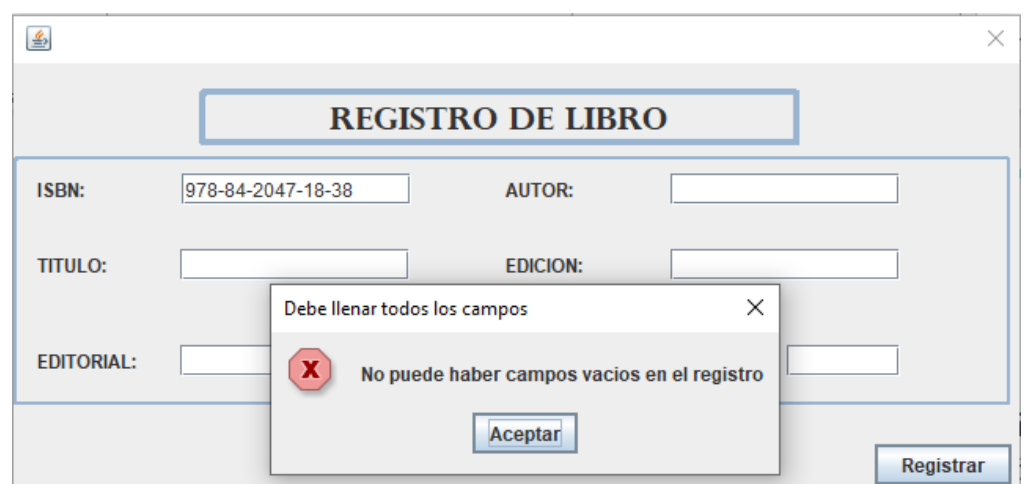 REGISTRO DE LIBRO
ISBN: 978-84-2047-18-38 AUTOR:
TITULO: EDICION:
Debe llenar todos los campos
EDITORIAL:
No puede haber campos vacios en el registro
Aceptar
Registrar